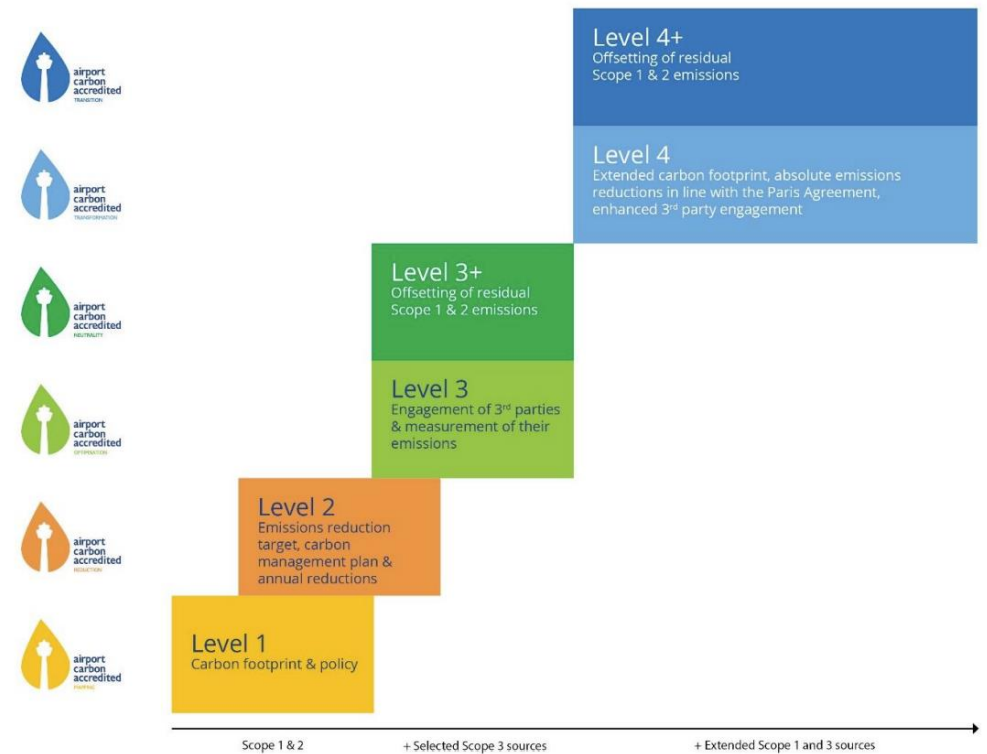 Level 4+
Offsetting of residual
Scope 1 & 2 emissions
airport
carbon
accredited
TRANSITION
Level 4
Extended carbon footprint, absolute emissions
reductions in line with the Paris Agreement,
enhanced 3rd party engagement
airport
carbon
accredited
TRANSFORMATION
Level 3+
Offsetting of residual
Scope 1 & 2 emissions
airport
carbon
accredited
NEUTRALITY
Level 3
Engagement of 3rd parties
& measurement of their
emissions
airport
carbon
accredited
OPTIMISATION
Level 2
Emissions reduction
target, carbon
management plan &
annual reductions
airport
carbon
accredited
REDUCTION
Level 1
Carbon footprint & policy
airport
carbon
accredited
Scope 1 & 2
+ Selected Scope 3 sources
+ Extended Scope 1 and 3 sources